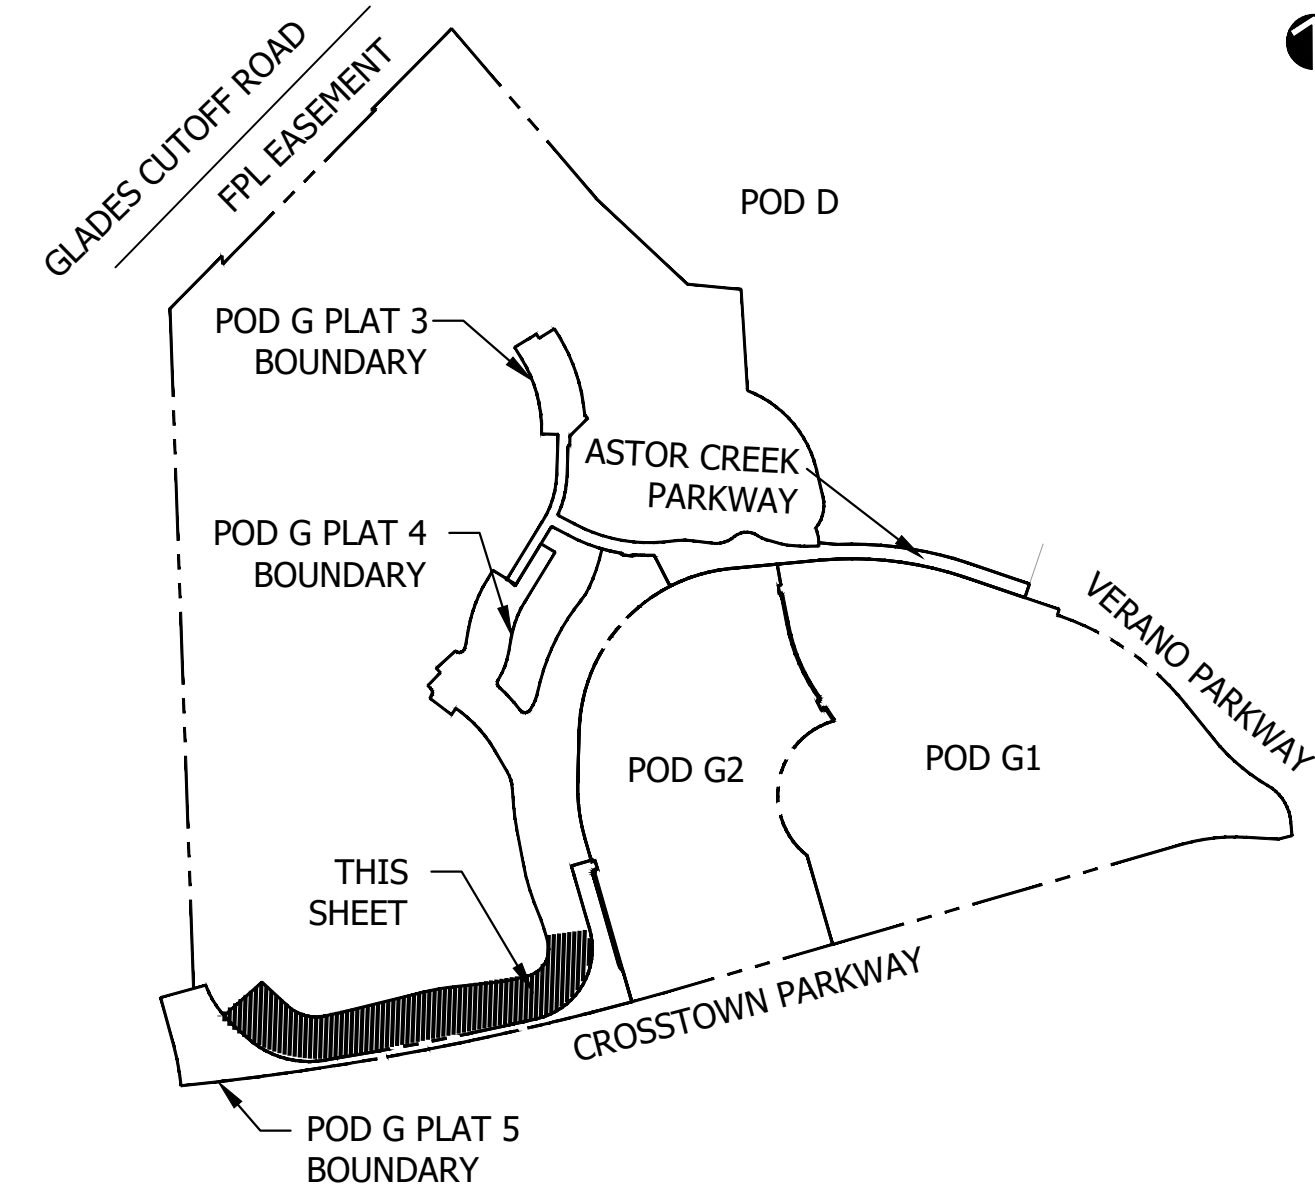 GLADES CUTOFF ROAD
FPL EASEMENT
POD D
POD G PLAT 3
BOUNDARY
ASTOR CREEK
PARKWAY
POD G PLAT 4
BOUNDARY
VERANO PARKWAY
POD G2
POD G1
THIS
SHEET
CROSSTOWN PARKWAY
POD G PLAT 5
BOUNDARY